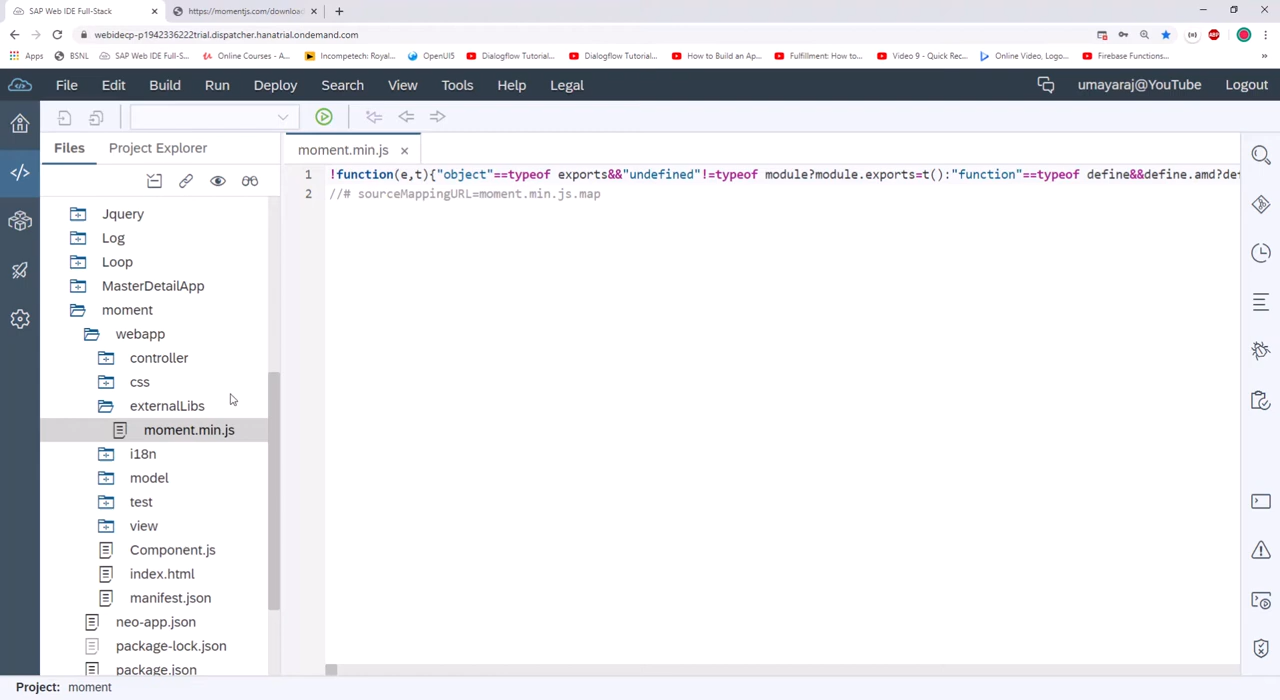 SAP Web IDE Full-Stack
https://momentjs.com/download
webidecp-p1942336222trial.dispatcher.hanatrial.ondemand.com
Apps
BSNL
SAP Web IDE Full-S...
Online Courses - A...
Incompetech: Royal...
OpenUI5
Dialogflow Tutorial...
Dialogflow Tutorial...
How to Build an Ap...
Fulfillment: How to...
Video 9 - Quick Rec...
Online Video, Logo...
Firebase Functions...
File Edit Build Run Deploy Search View Tools Help Legal
umayaraj@YouTube
Logout
Files
Project Explorer
moment.min.js
Jquery
Log
Loop
MasterDetailApp
moment
webapp
controller
css
externalLibs
moment.min.js
i18n
model
test
view
Component.js
index.html
manifest.json
neo-app.json
package-lock.json
package.json
1 !function(e,t){"object"==typeof exports&&"undefined"!=typeof module?module.exports=t():"function"==typeof define&&define.amd?def
2 //# sourceMappingURL=moment.min.js.map
Project: moment